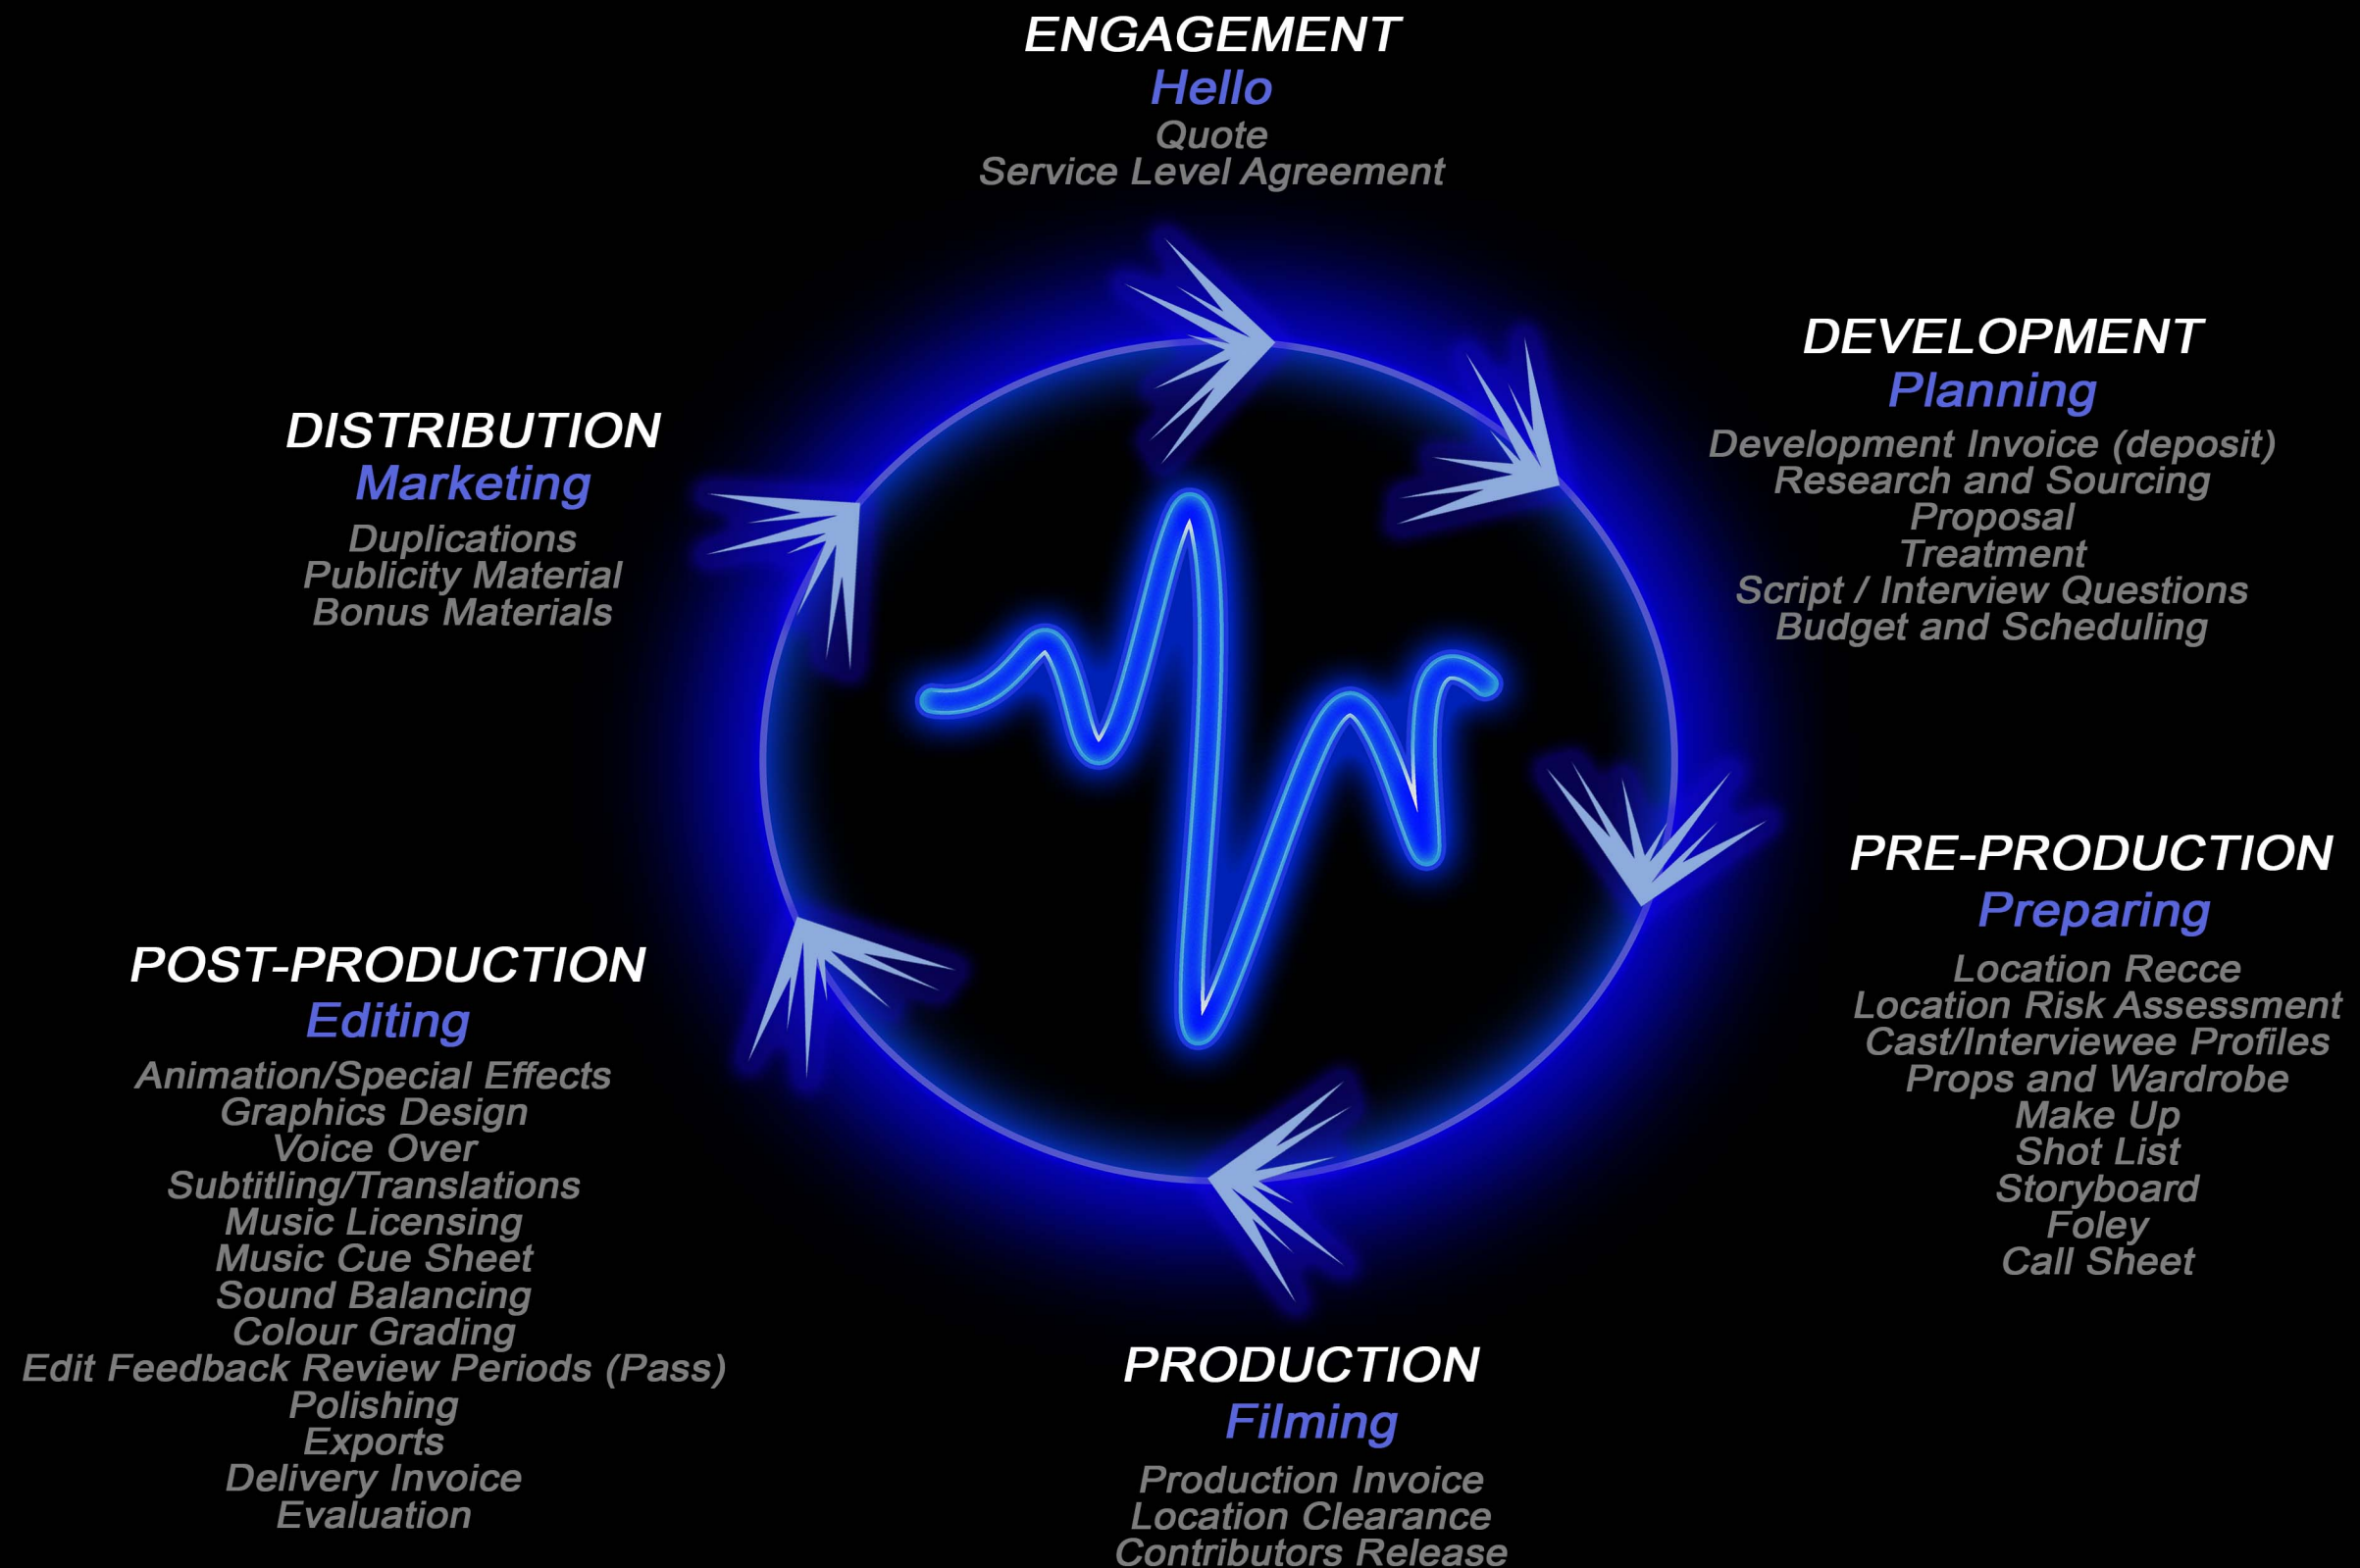 ENGAGEMENT
Hello
Quote
Service Level Agreement
DEVELOPMENT
Planning
Development Invoice (deposit)
Research and Sourcing
Proposal
Treatment
Script / Interview Questions
Budget and Scheduling
PRE-PRODUCTION
Preparing
Location Recce
Location Risk Assessment
Cast/Interviewee Profiles
Props and Wardrobe
Make Up
Shot List
Storyboard
Foley
Call Sheet
PRODUCTION
Filming
Production Invoice
Location Clearance
Contributors Release
POST-PRODUCTION
Editing
Animation/Special Effects
Graphics Design
Voice Over
Subtitling/Translations
Music Licensing
Music Cue Sheet
Sound Balancing
Colour Grading
Edit Feedback Review Periods (Pass)
Polishing
Exports
Delivery Invoice
Evaluation
DISTRIBUTION
Marketing
Duplications
Publicity Material
Bonus Materials